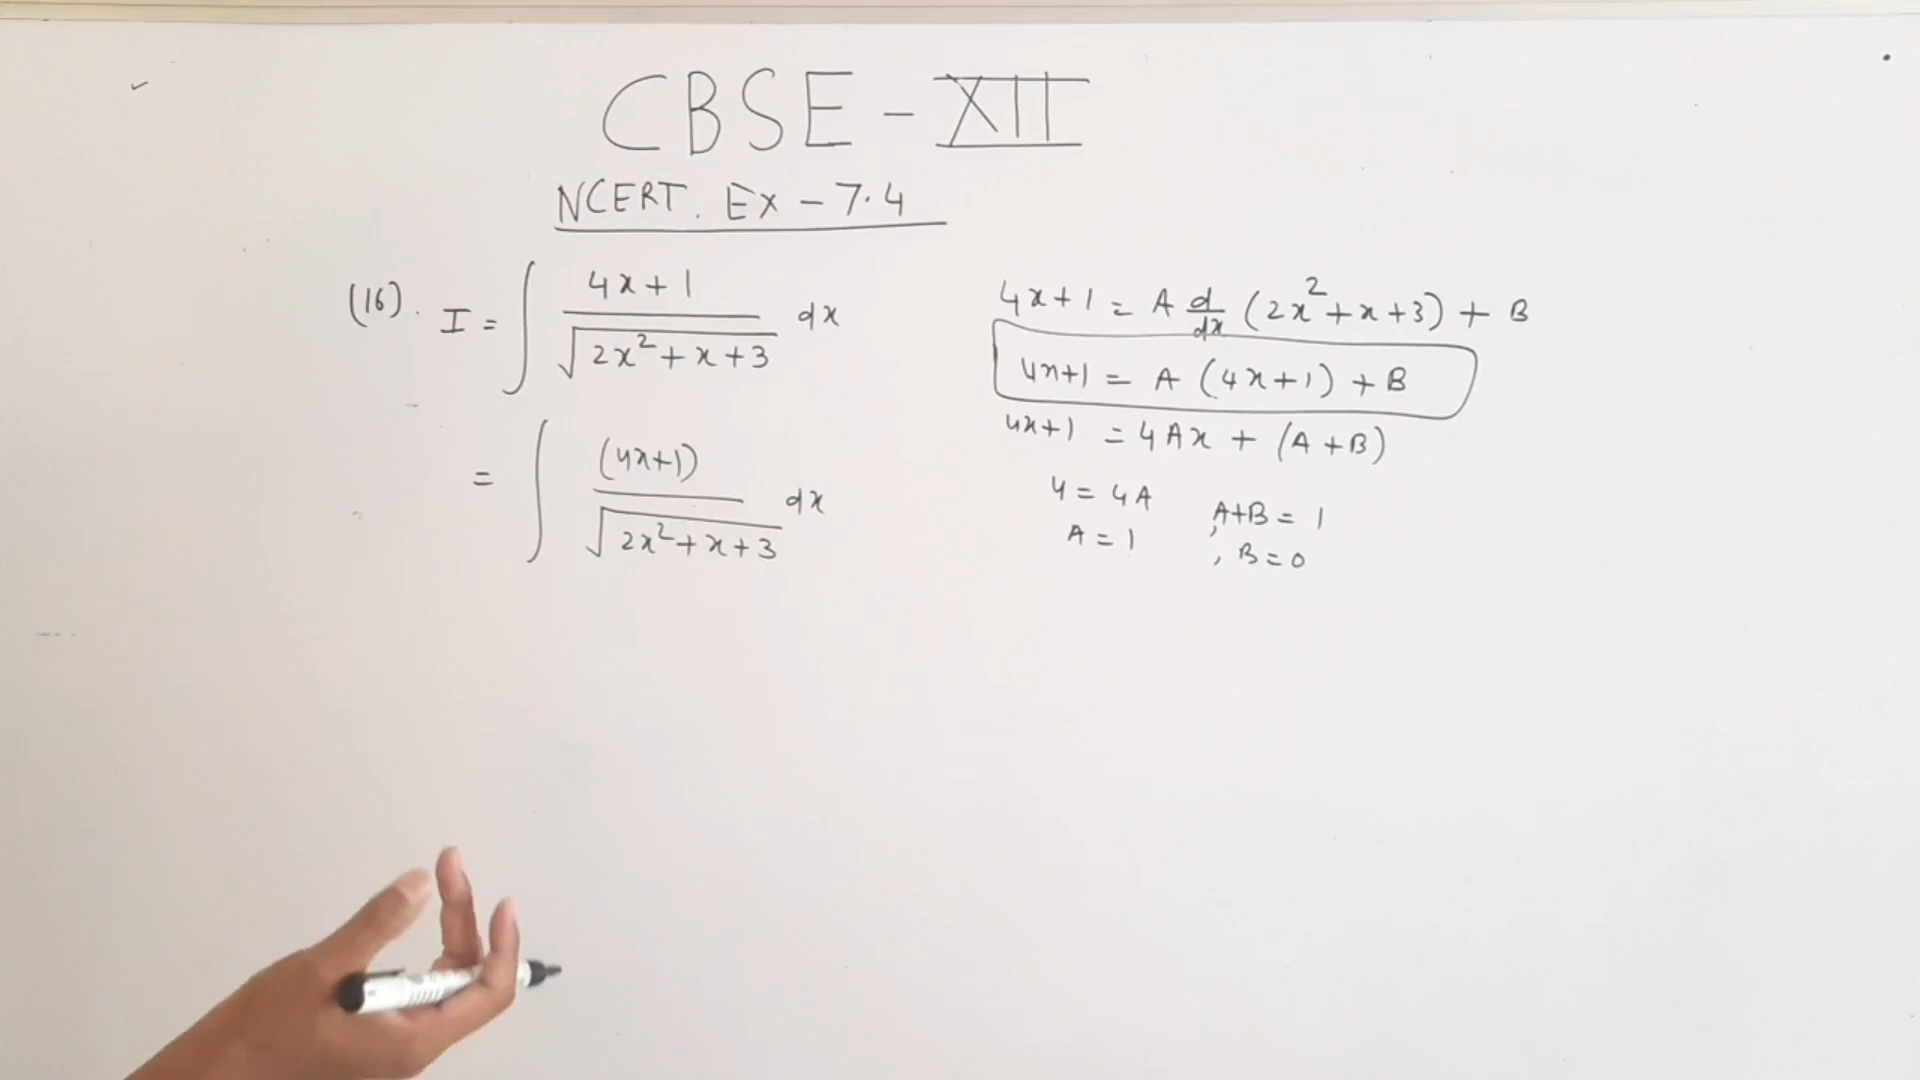 CBSE - XII
NCERT. Ex - 7.4
(16). I = ∫ (4x+1)/√(2x²+x+3) dx
= ∫ (4x+1)/√(2x²+x+3) dx
4x+1 = A d/dx (2x²+x+3) + B
4x+1 = A (4x+1) + B
4x+1 = 4Ax + (A+B)
4 = 4A , A+B = 1
A = 1 , B = 0